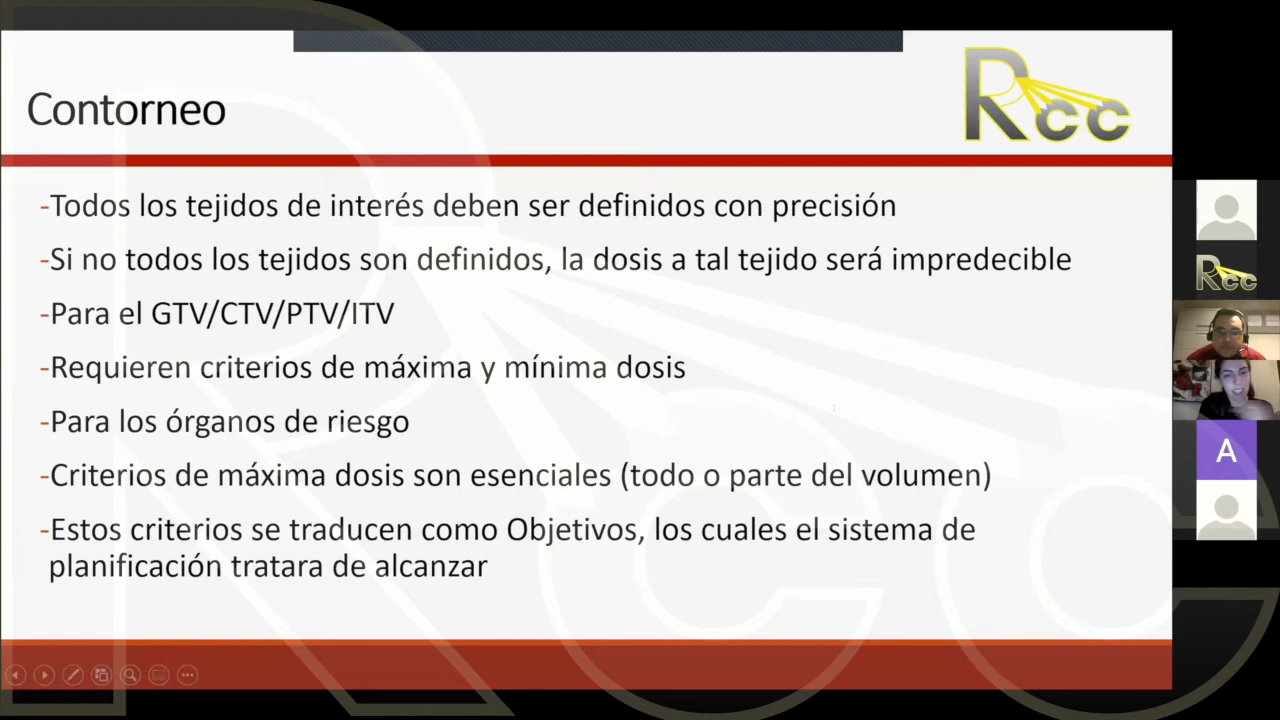 Contorneo
Rcc
-Todos los tejidos de interés deben ser definidos con precisión
-Si no todos los tejidos son definidos, la dosis a tal tejido será impredecible
-Para el GTV/CTV/PTV/ITV
-Requieren criterios de máxima y mínima dosis
-Para los órganos de riesgo
-Criterios de máxima dosis son esenciales (todo o parte del volumen)
-Estos criterios se traducen como Objetivos, los cuales el sistema de
planificación tratara de alcanzar
Rcc
A